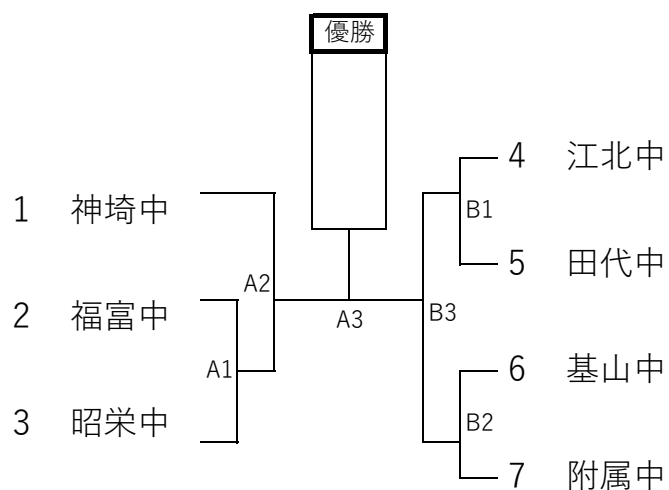 優勝
1 神埼中
2 福富中
3 昭栄中
A1
A2
A3
4 江北中
5 田代中
6 基山中
7 附属中
B1
B2
B3